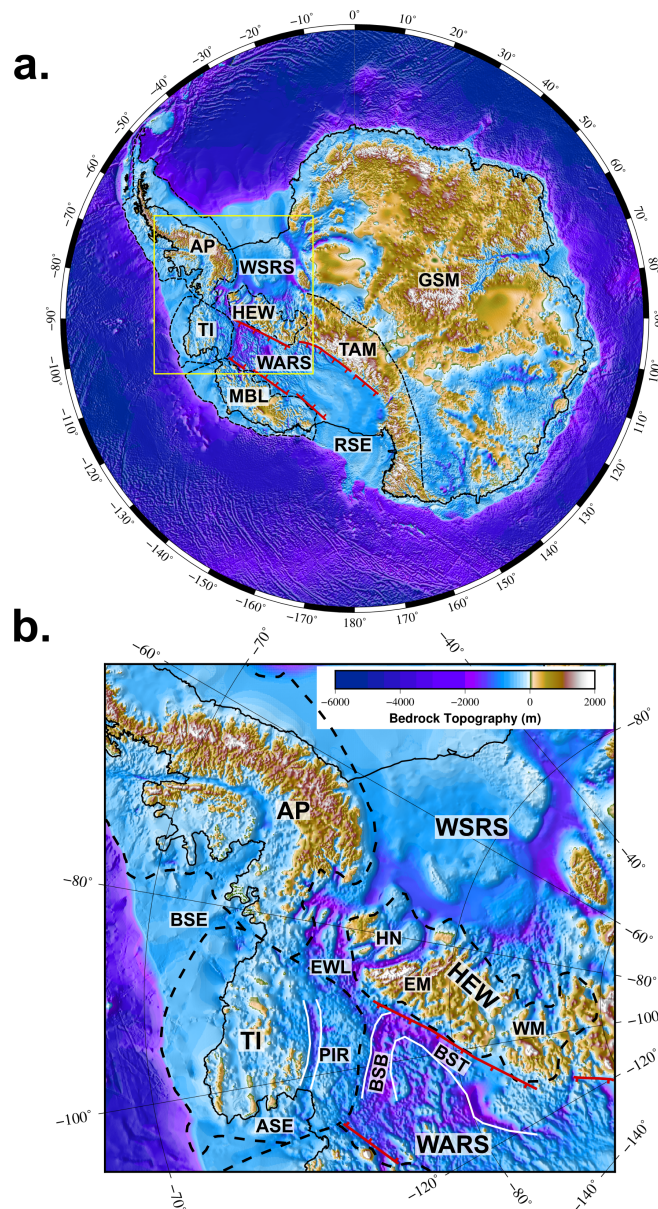 a.
0˚
−10˚
10˚
−20˚
20˚
−30˚
30˚
−40˚
40˚
−50˚
50˚
−60˚
60˚
−70˚
70˚
−80˚
80˚
−90˚
90˚
−100˚
100˚
−110˚
110˚
−120˚
120˚
−130˚
130˚
−140˚
140˚
−150˚
150˚
−160˚
160˚
−170˚
170˚
180˚
AP
WSRS
GSM
HEW
TI
TAM
WARS
MBL
RSE
b.
−60˚
−70˚
−40˚
−80˚
−6000
−4000
−2000
0
2000
Bedrock Topography (m)
AP
WSRS
−80˚
−40˚
BSE
HN
−60˚
EWL
EM
HEW
−80˚
WM
−100˚
TI
PIR
BSB
BST
−120˚
−100˚
ASE
WARS
−140˚
−70˚
−120˚
−80˚